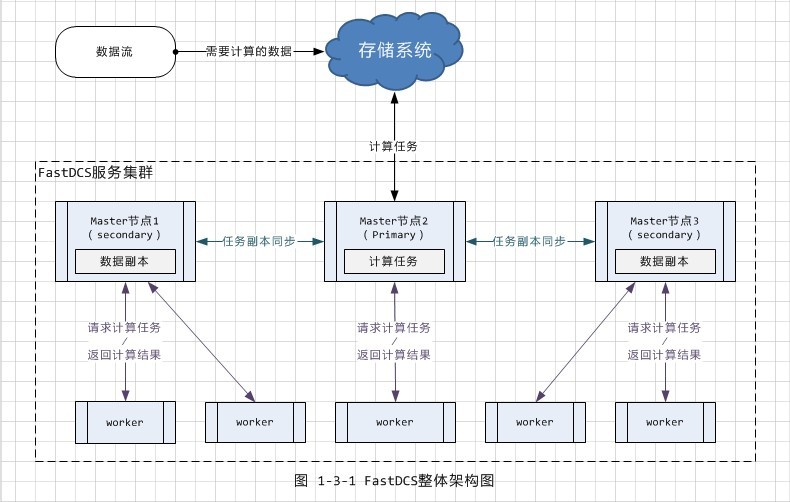 数据流
需要计算的数据
存储系统
计算任务
FastDCS服务集群
Master节点1
（secondary）
数据副本
任务副本同步
Master节点2
（Primary）
计算任务
任务副本同步
Master节点3
（secondary）
数据副本
请求计算任务
/
返回计算结果
请求计算任务
/
返回计算结果
请求计算任务
/
返回计算结果
worker
worker
worker
worker
worker
图 1-3-1 FastDCS整体架构图